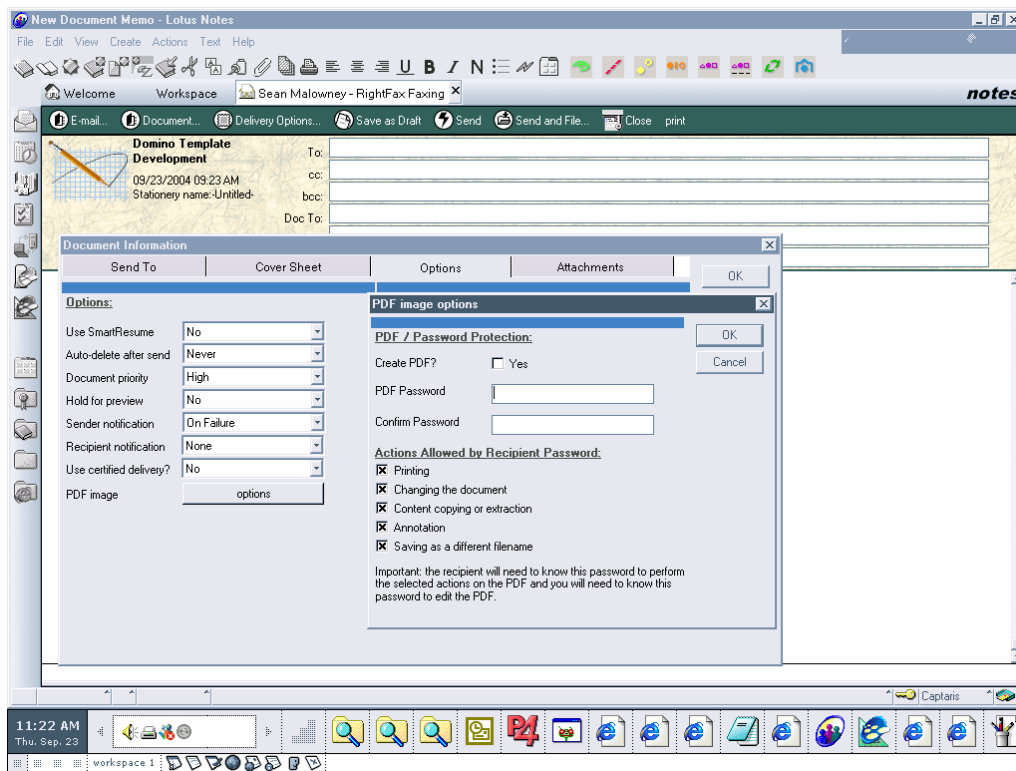 New Document Memo - Lotus Notes
File Edit View Create Actions Text Help
U B I N
Welcome Workspace Sean Malowney - RightFax Faxing notes
E-mail... Document... Delivery Options... Save as Draft Send Send and File... Close print
Domino Template
Development
09/23/2004 09:23 AM
Stationery name:-Untitled-
To:
cc:
bcc:
Doc To:
Document Information
Send To Cover Sheet Options Attachments
OK
Options:
Use SmartResume No
Auto-delete after send Never
Document priority High
Hold for preview No
Sender notification On Failure
Recipient notification None
Use certified delivery? No
PDF image options
PDF image options
OK
Cancel
PDF / Password Protection:
Create PDF? Yes
PDF Password
Confirm Password
Actions Allowed by Recipient Password:
Printing
Changing the document
Content copying or extraction
Annotation
Saving as a different filename
Important: the recipient will need to know this password to perform
the selected actions on the PDF and you will need to know this
password to edit the PDF.
Captaris
11:22 AM
Thu. Sep. 23
P4
workspace 1